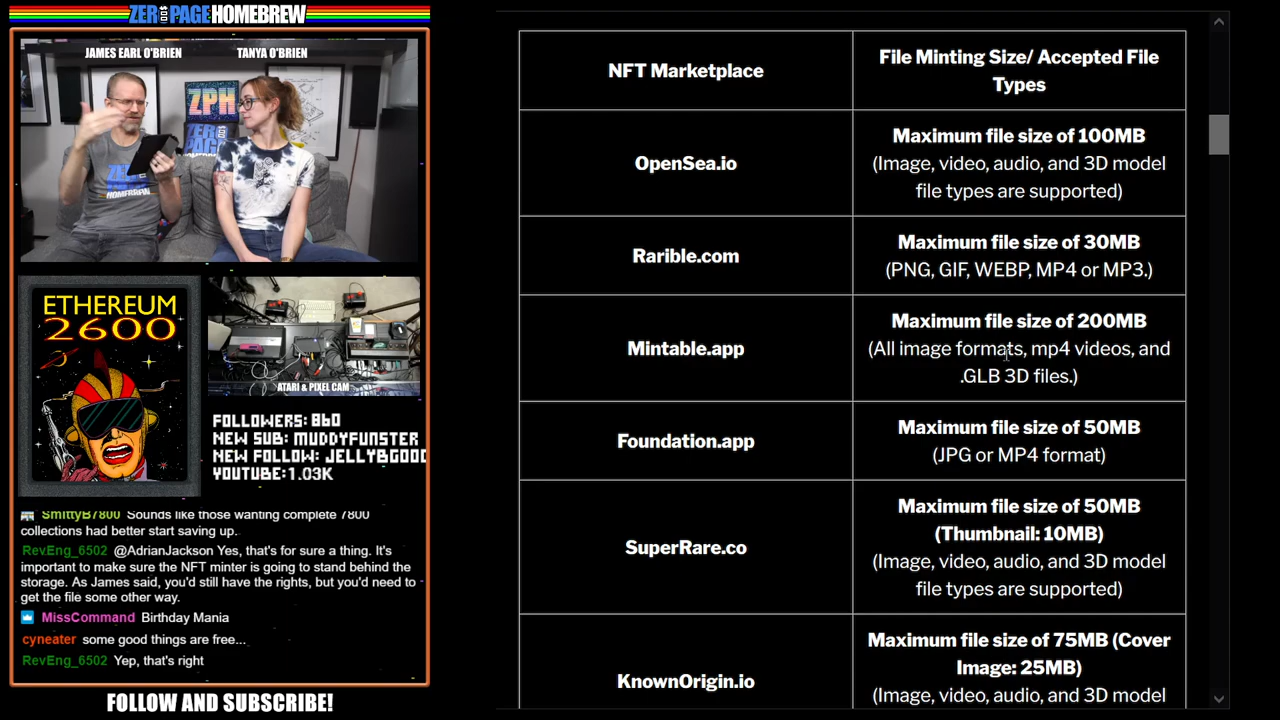 ZEROPAGE HOMEBREW
JAMES EARL O'BRIEN
TANYA O'BRIEN
ZPH
ETHEREUM
2600
ATARI & PIXEL CAM
FOLLOWERS: 860
NEW SUB: MUDDYFUNSTER
NEW FOLLOW: JELLYBGOOD
YOUTUBE: 1.03K
SmittyB7800 Sounds like those wanting complete 7800
collections had better start saving up.
RevEng_6502 @AdrianJackson Yes, that's for sure a thing. It's
important to make sure the NFT minter is going to stand behind the
storage. As James said, you'd still have the rights, but you'd need to
get the file some other way.
MissCommand Birthday Mania
cyneater some good things are free...
RevEng_6502 Yep, that's right
FOLLOW AND SUBSCRIBE!
NFT Marketplace
File Minting Size/ Accepted File
Types
OpenSea.io
Maximum file size of 100MB
(Image, video, audio, and 3D model
file types are supported)
Rarible.com
Maximum file size of 30MB
(PNG, GIF, WEBP, MP4 or MP3.)
Mintable.app
Maximum file size of 200MB
(All image formats, mp4 videos, and
.GLB 3D files.)
Foundation.app
Maximum file size of 50MB
(JPG or MP4 format)
SuperRare.co
Maximum file size of 50MB
(Thumbnail: 10MB)
(Image, video, audio, and 3D model
file types are supported)
KnownOrigin.io
Maximum file size of 75MB (Cover
Image: 25MB)
(Image, video, audio, and 3D model